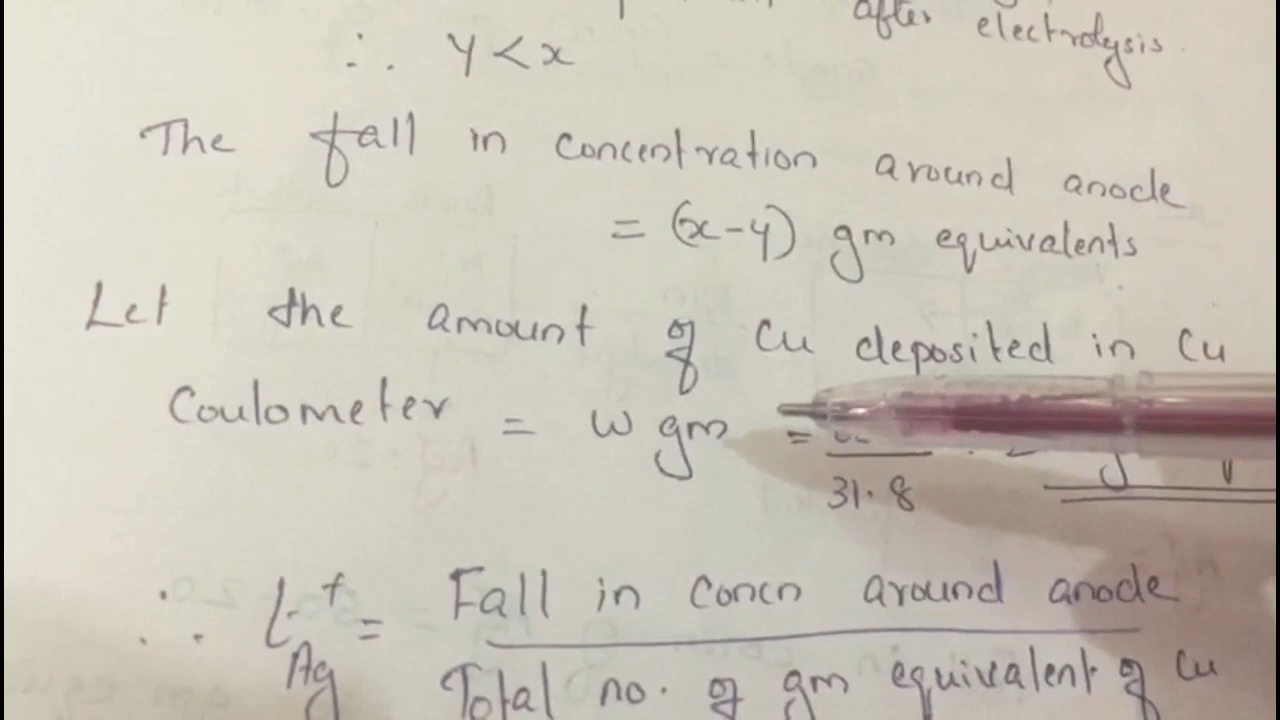 after electrolysis.
∴ y < x
The fall in concentration around anode
= (x-y) gm equivalents
Let the amount of Cu deposited in Cu
Coulometer = w gm =
31.8
∴ t+Ag = Fall in concn around anode
Total no. of gm equivalent of Cu